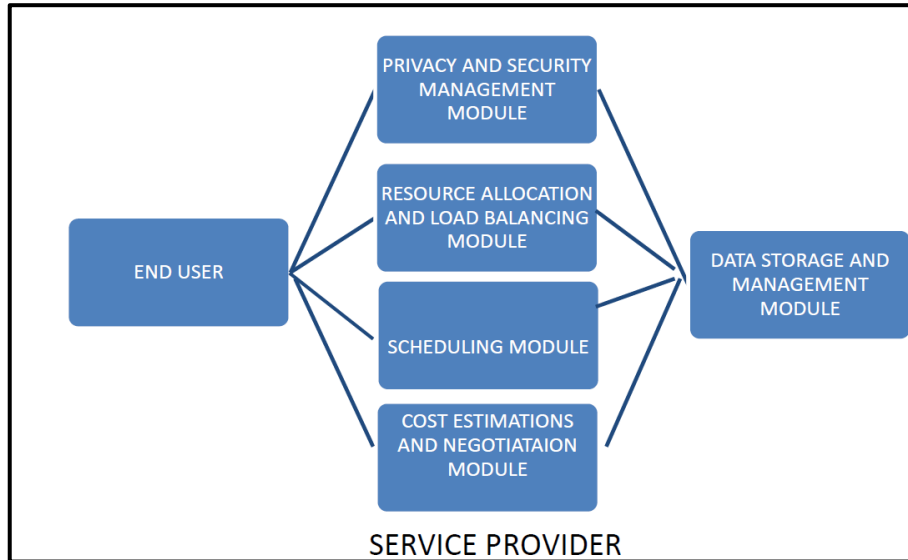 PRIVACY AND SECURITY
MANAGEMENT
MODULE
RESOURCE ALLOCATION
AND LOAD BALANCING
MODULE
END USER
DATA STORAGE AND
MANAGEMENT
MODULE
SCHEDULING MODULE
COST ESTIMATIONS
AND NEGOTIATAION
MODULE
SERVICE PROVIDER